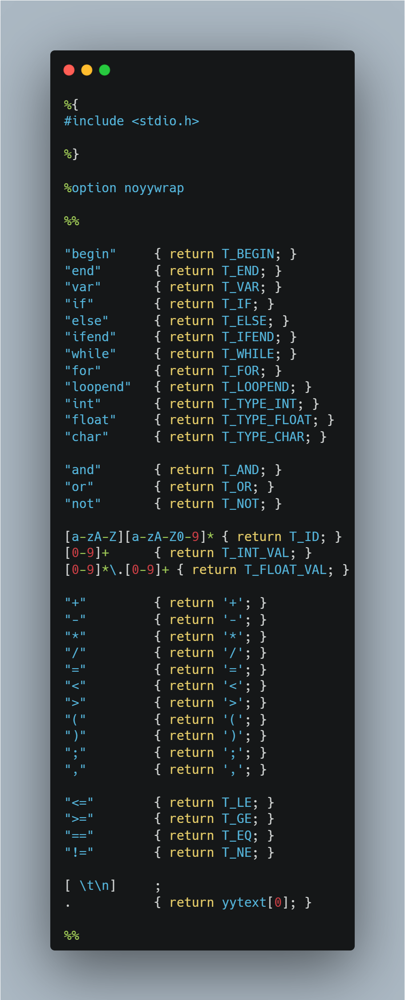 %{
#include <stdio.h>
%}
%option noyywrap
%%
"begin"     { return T_BEGIN; }
"end"       { return T_END; }
"var"       { return T_VAR; }
"if"        { return T_IF; }
"else"      { return T_ELSE; }
"ifend"     { return T_IFEND; }
"while"     { return T_WHILE; }
"for"       { return T_FOR; }
"loopend"   { return T_LOOPEND; }
"int"       { return T_TYPE_INT; }
"float"     { return T_TYPE_FLOAT; }
"char"      { return T_TYPE_CHAR; }
"and"       { return T_AND; }
"or"        { return T_OR; }
"not"       { return T_NOT; }
[a-zA-Z][a-zA-Z0-9]* { return T_ID; }
[0-9]+      { return T_INT_VAL; }
[0-9]*\.[0-9]+ { return T_FLOAT_VAL; }
"+"         { return '+'; }
"-"         { return '-'; }
"*"         { return '*'; }
"/"         { return '/'; }
"="         { return '='; }
"<"         { return '<'; }
">"         { return '>'; }
"("         { return '('; }
")"         { return ')'; }
";"         { return ';'; }
","         { return ','; }
"<="        { return T_LE; }
">="        { return T_GE; }
"=="        { return T_EQ; }
"!="        { return T_NE; }
[ \t\n]     ;
.           { return yytext[0]; }
%%